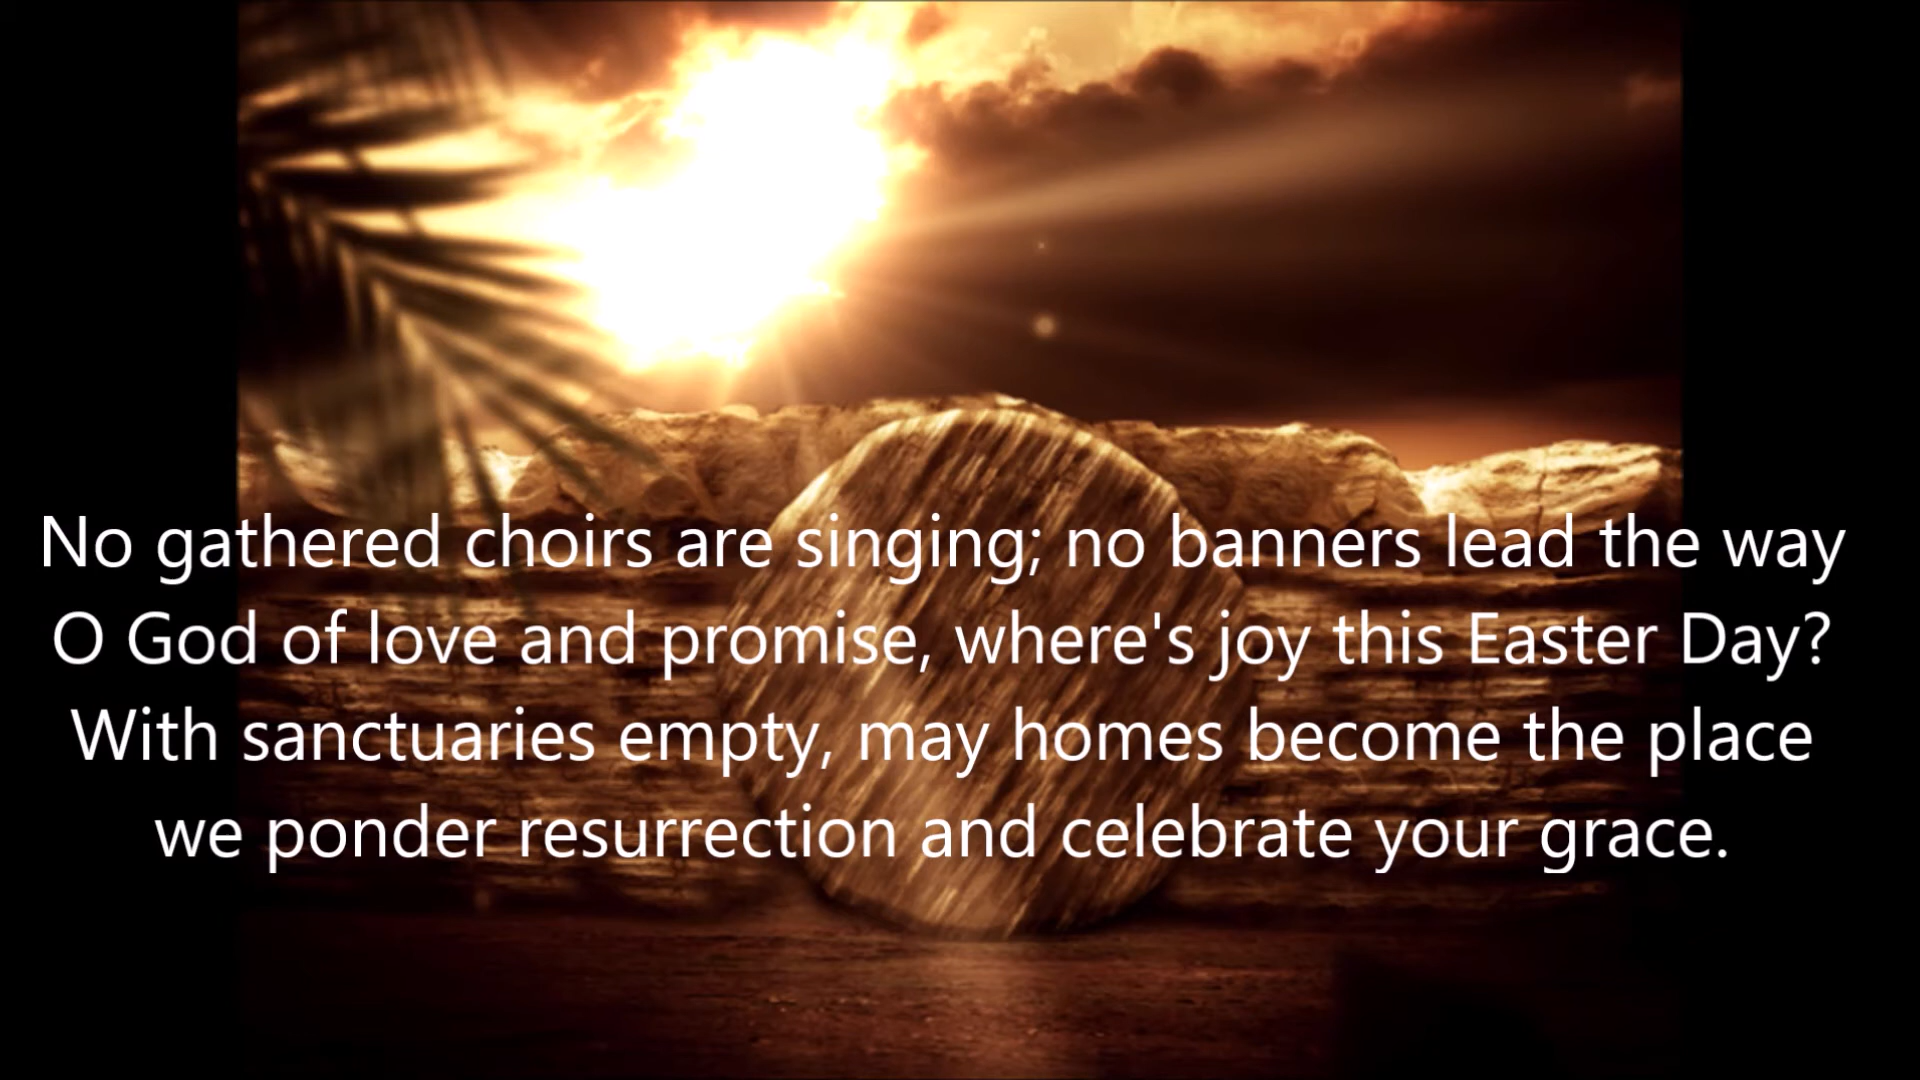 No gathered choirs are singing; no banners lead the way
O God of love and promise, where's joy this Easter Day?
With sanctuaries empty, may homes become the place
we ponder resurrection and celebrate your grace.